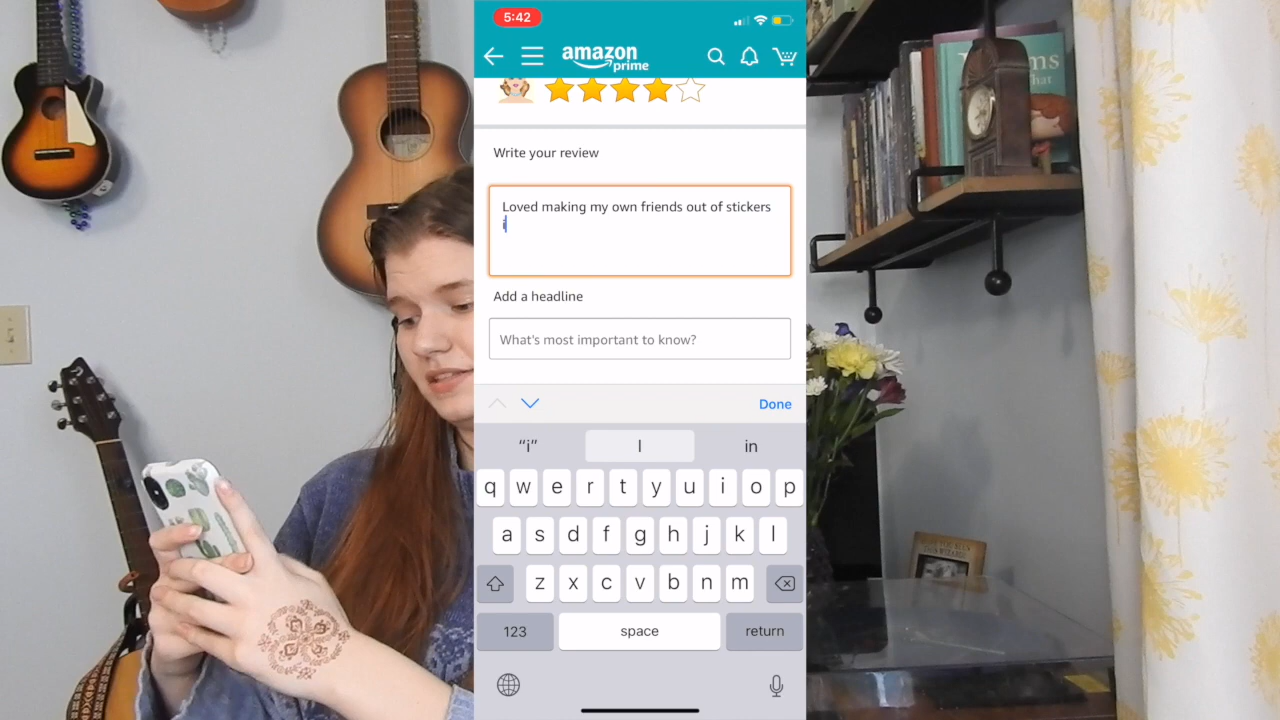 5:42
amazon
prime
Write your review
Loved making my own friends out of stickers
i
Add a headline
What's most important to know?
Done
“i” I in
q w e r t y u i o p
a s d f g h j k l
z x c v b n m
123 space return